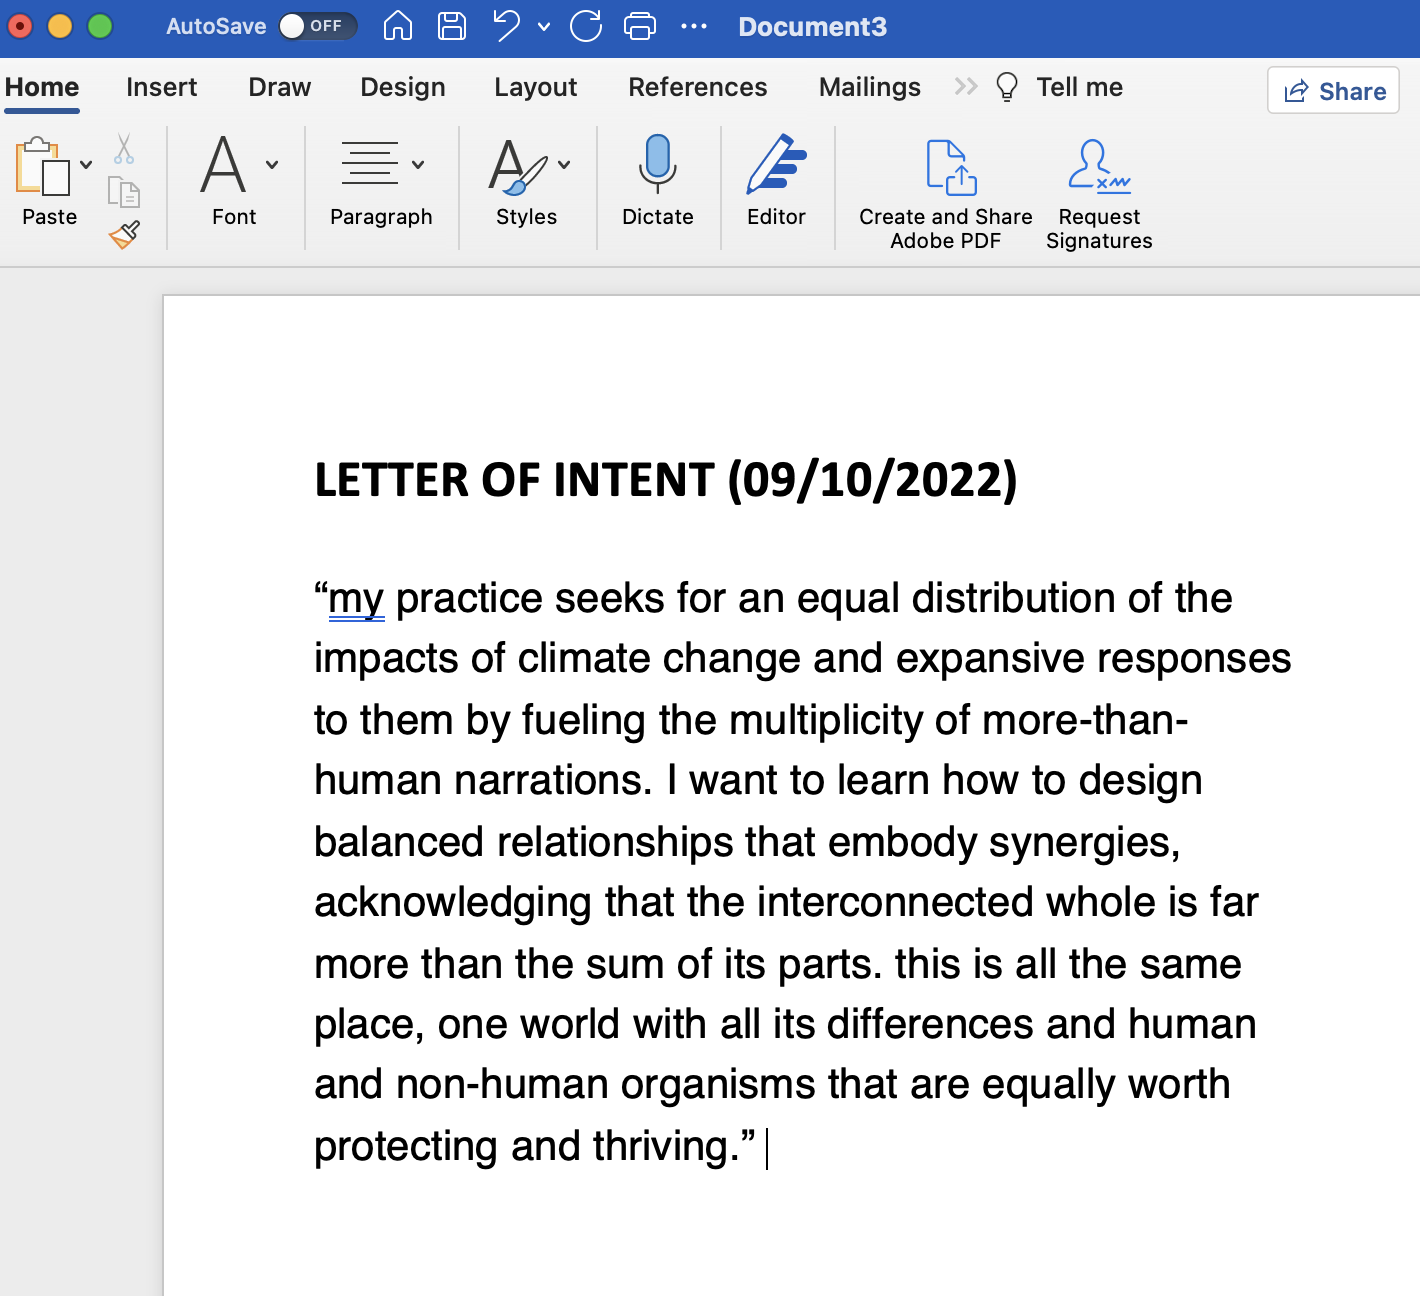 AutoSave OFF Document3
Home Insert Draw Design Layout References Mailings Tell me Share
Paste Font Paragraph Styles Dictate Editor Create and Share Adobe PDF Request Signatures
LETTER OF INTENT (09/10/2022)
“my practice seeks for an equal distribution of the
impacts of climate change and expansive responses
to them by fueling the multiplicity of more-than-
human narrations. I want to learn how to design
balanced relationships that embody synergies,
acknowledging that the interconnected whole is far
more than the sum of its parts. this is all the same
place, one world with all its differences and human
and non-human organisms that are equally worth
protecting and thriving.”